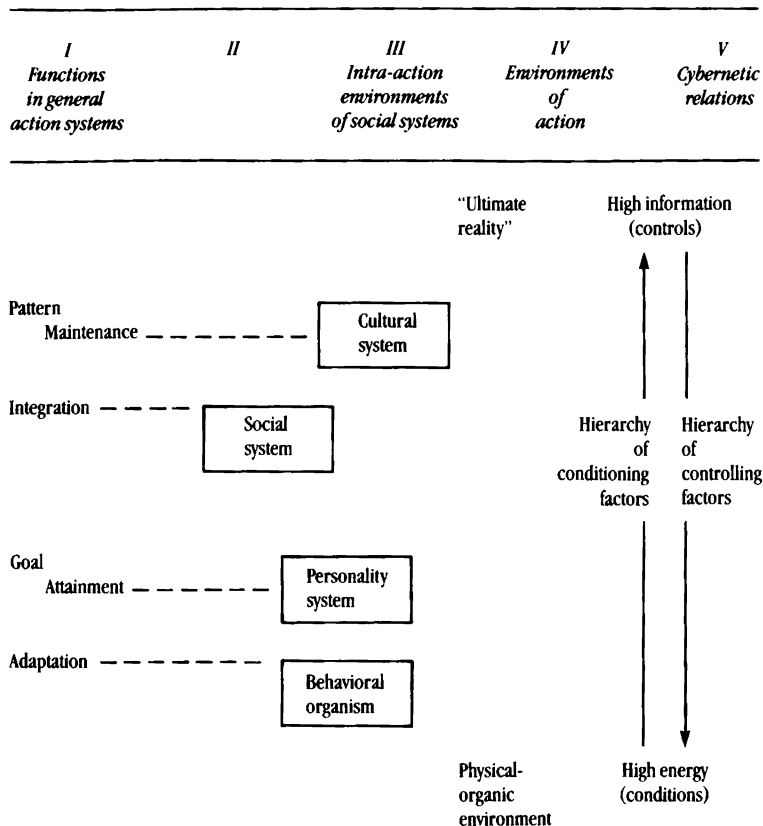 I
Functions
in general
action systems
II
III
Intra-action
environments
of social systems
IV
Environments
of
action
V
Cybernetic
relations
"Ultimate
reality"
High information
(controls)
Pattern
Maintenance
Cultural
system
Integration
Social
system
Hierarchy
of
conditioning
factors
Hierarchy
of
controlling
factors
Goal
Attainment
Personality
system
Adaptation
Behavioral
organism
Physical-
organic
environment
High energy
(conditions)